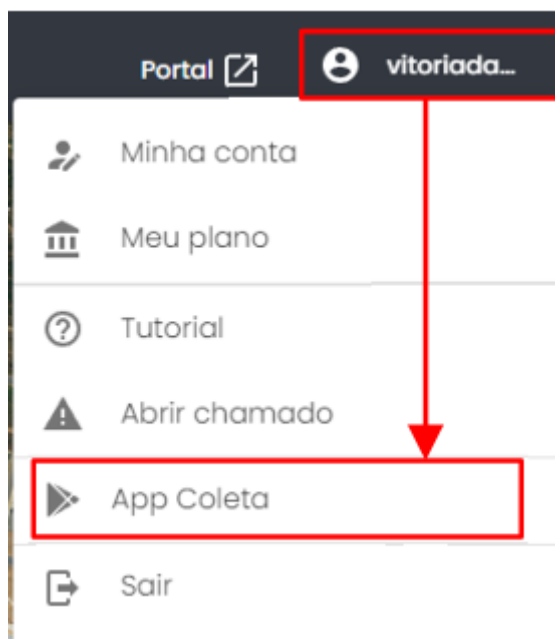 Portal vitoriada...
Minha conta
Meu plano
Tutorial
Abrir chamado
App Coleta
Sair